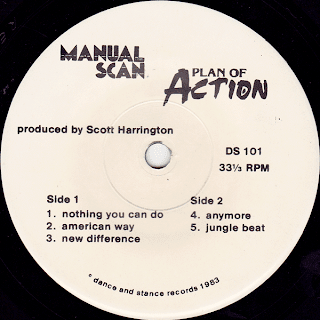 MANUAL
SCAN
PLAN OF
ACTION
produced by Scott Harrington
DS 101
33⅓ RPM
Side 1
1. nothing you can do
2. american way
3. new difference
Side 2
4. anymore
5. jungle beat
© dance and stance records 1983